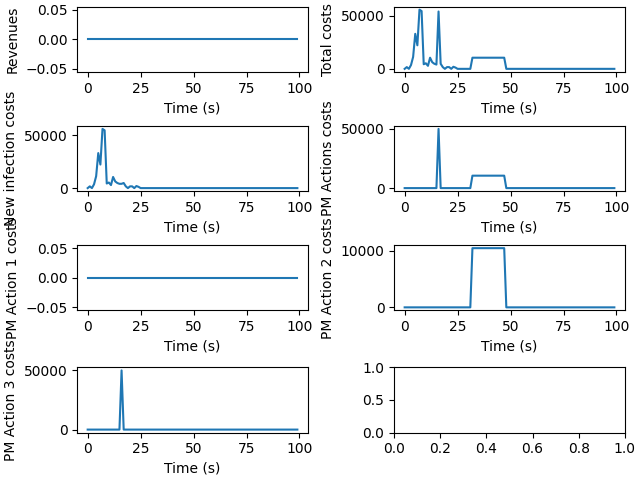 Revenues
0.05
0.00
−0.05
0 25 50 75 100
Time (s)
Total costs
50000
0
0 25 50 75 100
Time (s)
New infection costs
50000
0
0 25 50 75 100
Time (s)
PM Actions costs
50000
0
0 25 50 75 100
Time (s)
PM Action 1 costs
0.05
0.00
−0.05
0 25 50 75 100
Time (s)
PM Action 2 costs
10000
0
0 25 50 75 100
Time (s)
PM Action 3 costs
50000
0
0 25 50 75 100
Time (s)
1.0
0.5
0.0
0.0 0.2 0.4 0.6 0.8 1.0